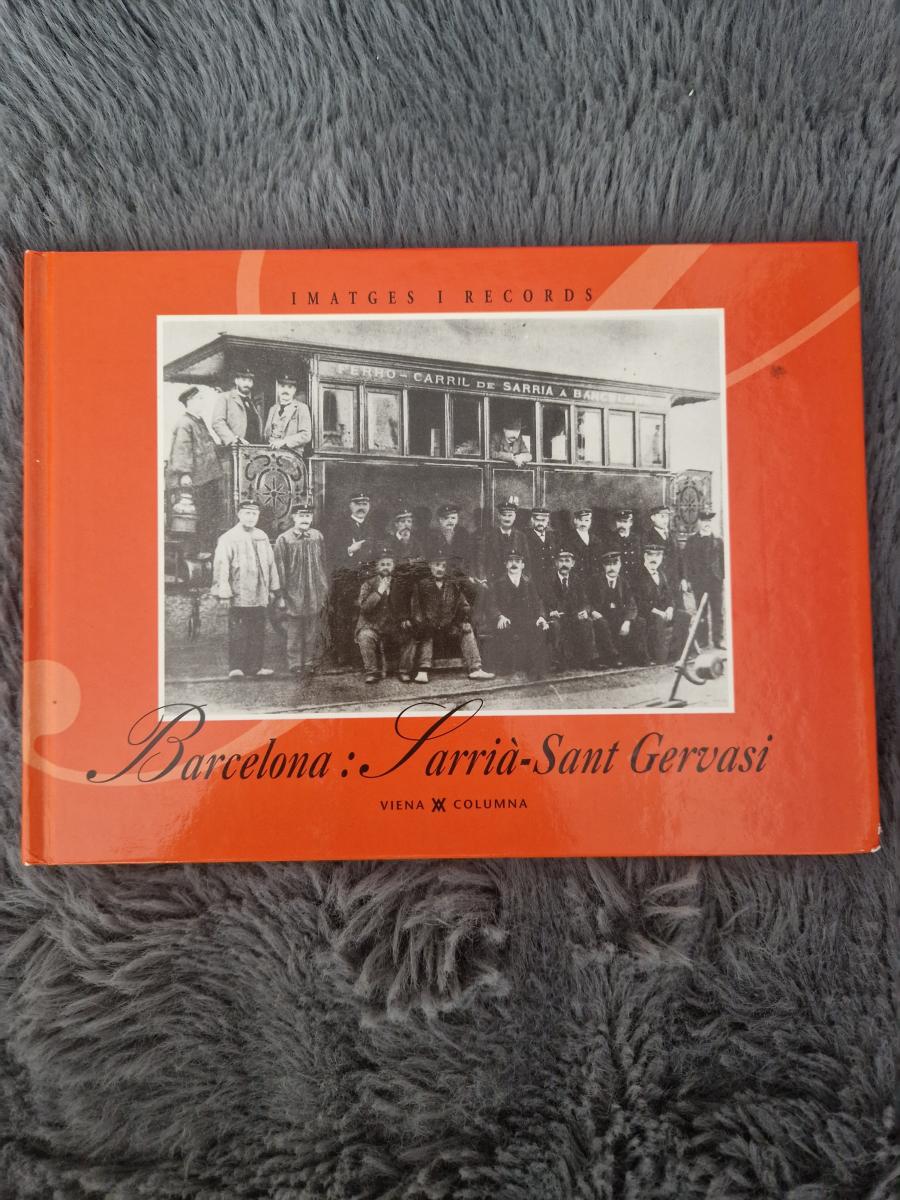 IMATGES I RECORDS
FERRO-CARRIL DE SARRIA A BARCELONA
Barcelona: Sarrià-Sant Gervasi
VIENA COLUMNA